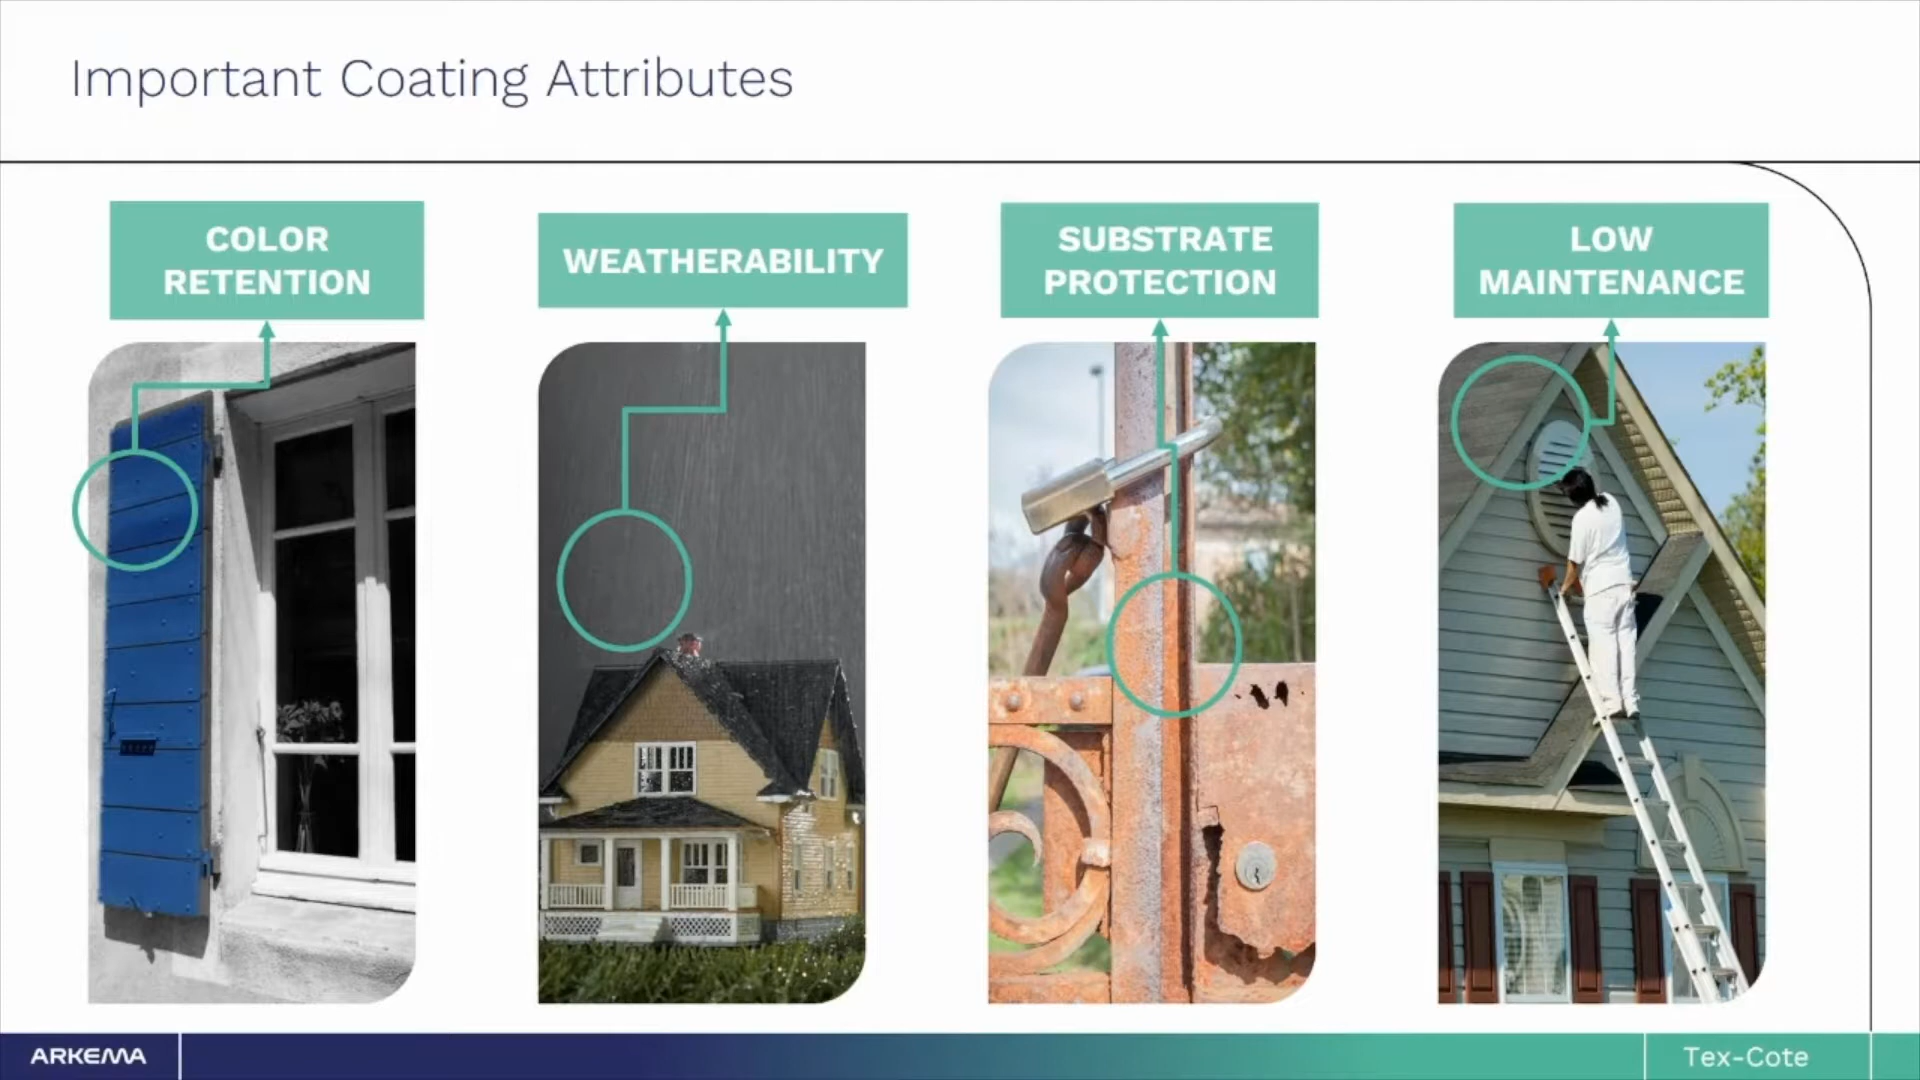 Important Coating Attributes
COLOR
RETENTION
WEATHERABILITY
SUBSTRATE
PROTECTION
LOW
MAINTENANCE
ARKEMA
Tex-Cote